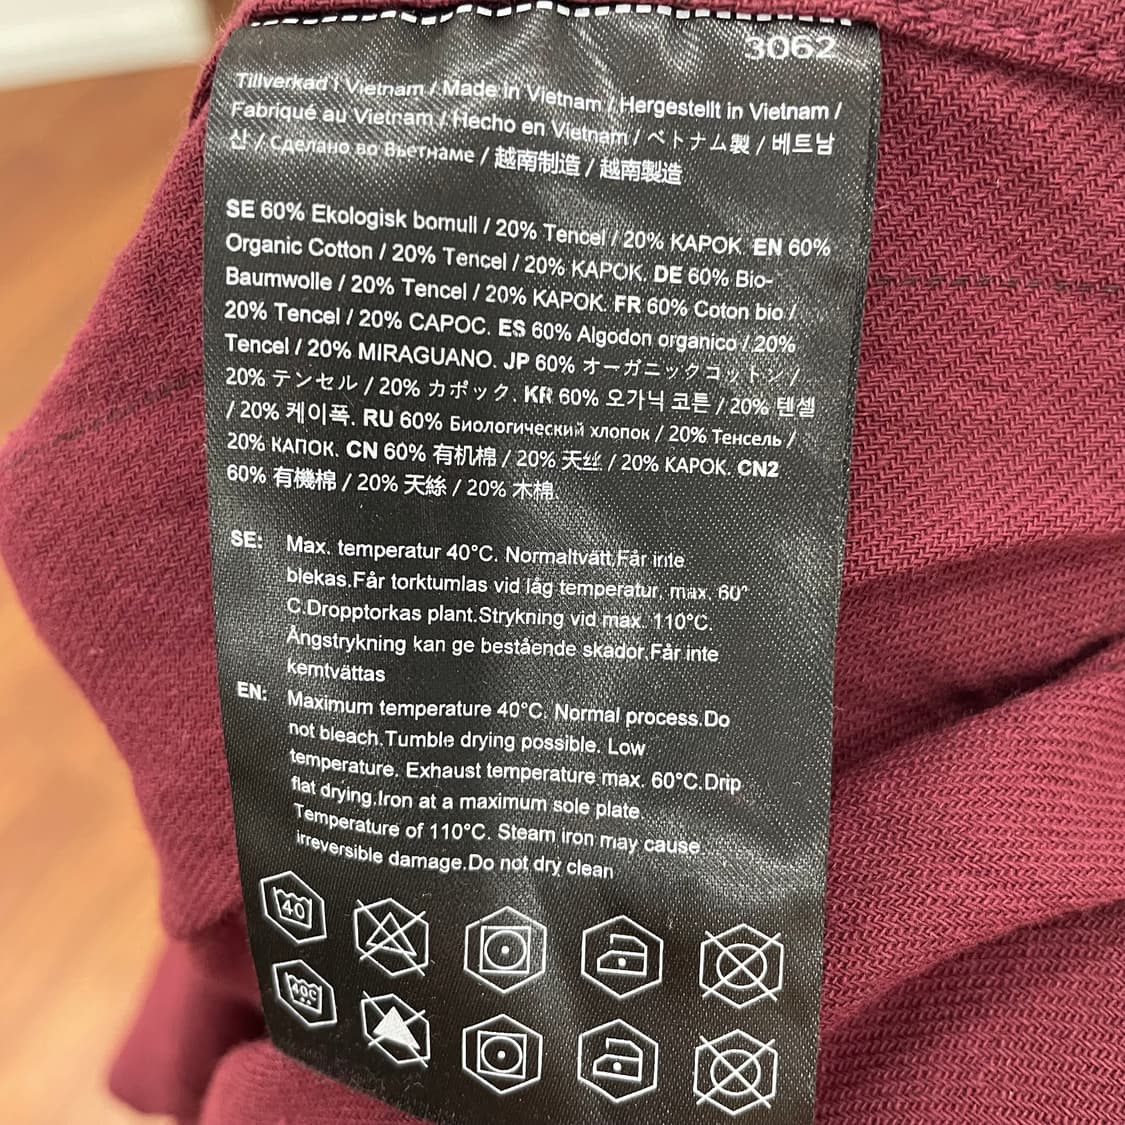 3062
Tillverkad i Vietnam / Made in Vietnam / Hergestellt in Vietnam /
Fabriqué au Vietnam / Hecho en Vietnam / ベトナム製 / 베트남
산 / Сделано во Вьетнаме / 越南制造 / 越南製造
SE 60% Ekologisk bomull / 20% Tencel / 20% KAPOK. EN 60%
Organic Cotton / 20% Tencel / 20% KAPOK. DE 60% Bio-
Baumwolle / 20% Tencel / 20% KAPOK. FR 60% Coton bio /
20% Tencel / 20% CAPOC. ES 60% Algodon organico / 20%
Tencel / 20% MIRAGUANO. JP 60% オーガニックコットン /
20% テンセル / 20% カポック. KR 60% 오가닉 코튼 / 20% 텐셀
/ 20% 케이폭. RU 60% Биологический хлопок / 20% Тенсель /
20% КАПОК. CN 60% 有机棉 / 20% 天丝 / 20% KAPOK. CN2
60% 有機棉 / 20% 天絲 / 20% 木棉.
SE: Max. temperatur 40°C. Normaltvätt.Får inte
blekas.Får torktumlas vid låg temperatur, max. 60°
C.Dropptorkas plant.Strykning vid max. 110°C.
Ångstrykning kan ge bestående skador.Får inte
kemtvättas
EN: Maximum temperature 40°C. Normal process.Do
not bleach.Tumble drying possible. Low
temperature. Exhaust temperature max. 60°C.Drip
flat drying.Iron at a maximum sole plate.
Temperature of 110°C. Steam iron may cause
irreversible damage.Do not dry clean
40
40C